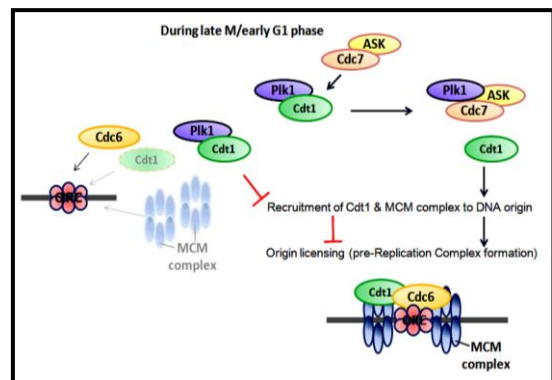 During late M/early G1 phase
ASK
Cdc7
Plk1
Cdt1
Plk1
ASK
Cdc7
Cdt1
Cdc6
Cdt1
Plk1
Cdt1
ORC
MCM
complex
Recruitment of Cdt1 & MCM complex to DNA origin
Origin licensing (pre-Replication Complex formation)
Cdt1
Cdc6
ORC
MCM
complex